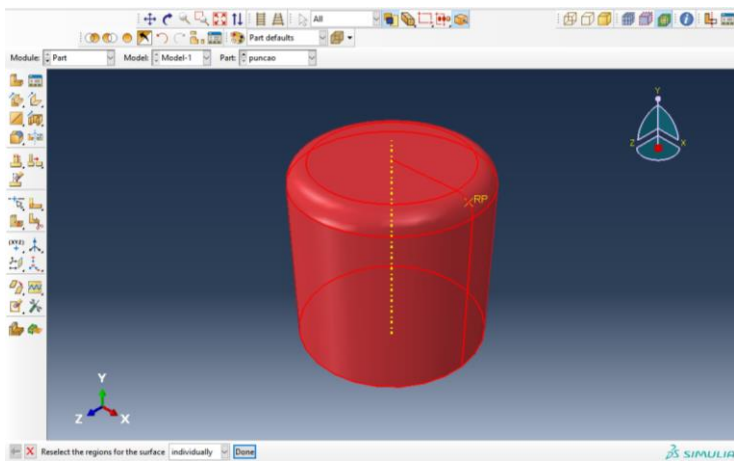 All
Part defaults
Module: Part Model: Model-1 Part: puncao
Y
Z X
RP
(XYZ)
Y
Z X
Reselect the regions for the surface individually Done
SIMULIA